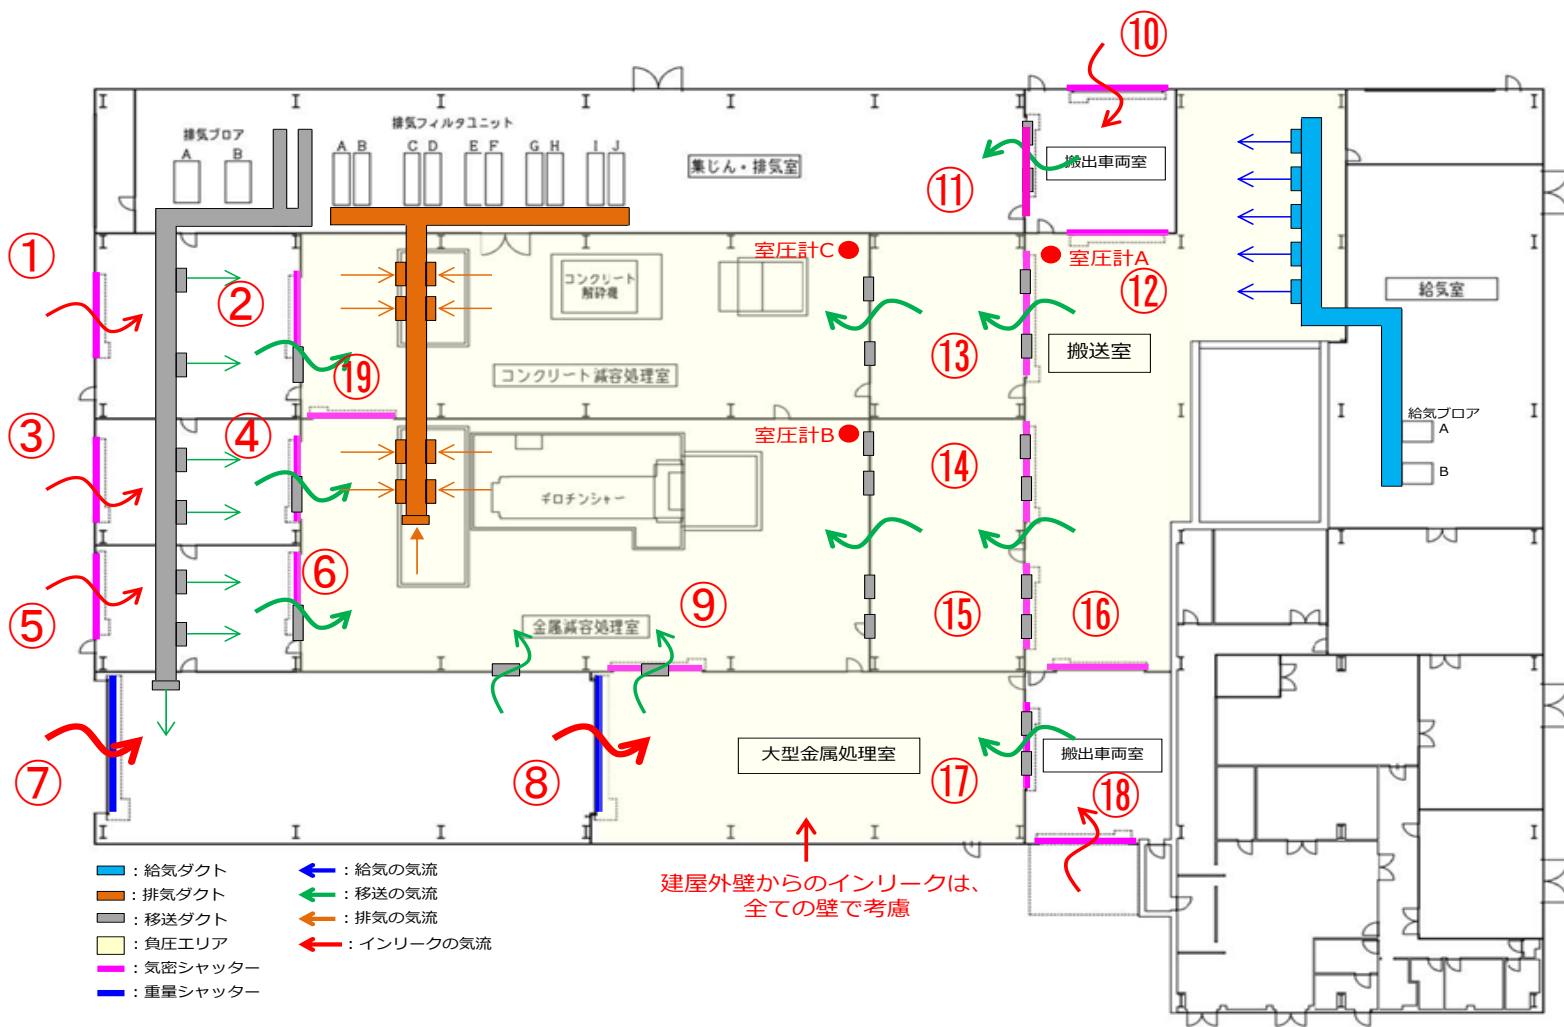 ⑩
排気フィルタユニット
排気ブロア
A B
A B C D E F G H I J
集じん・排気室
搬出車両室
⑪
①
室圧計C
室圧計A
⑫
②
コンクリート
解砕機
給気室
⑬
搬送室
⑲
コンクリート減容処理室
給気ブロア
A
B
③
④
室圧計B
⑭
ギロチンシャー
⑥
⑨
⑤
金属減容処理室
⑮
⑯
⑦
⑧
大型金属処理室
搬出車両室
⑰
⑱
建屋外壁からのインリークは、
全ての壁で考慮
：給気ダクト
：排気ダクト
：移送ダクト
：負圧エリア
：気密シャッター
：重量シャッター
：給気の気流
：移送の気流
：排気の気流
：インリークの気流